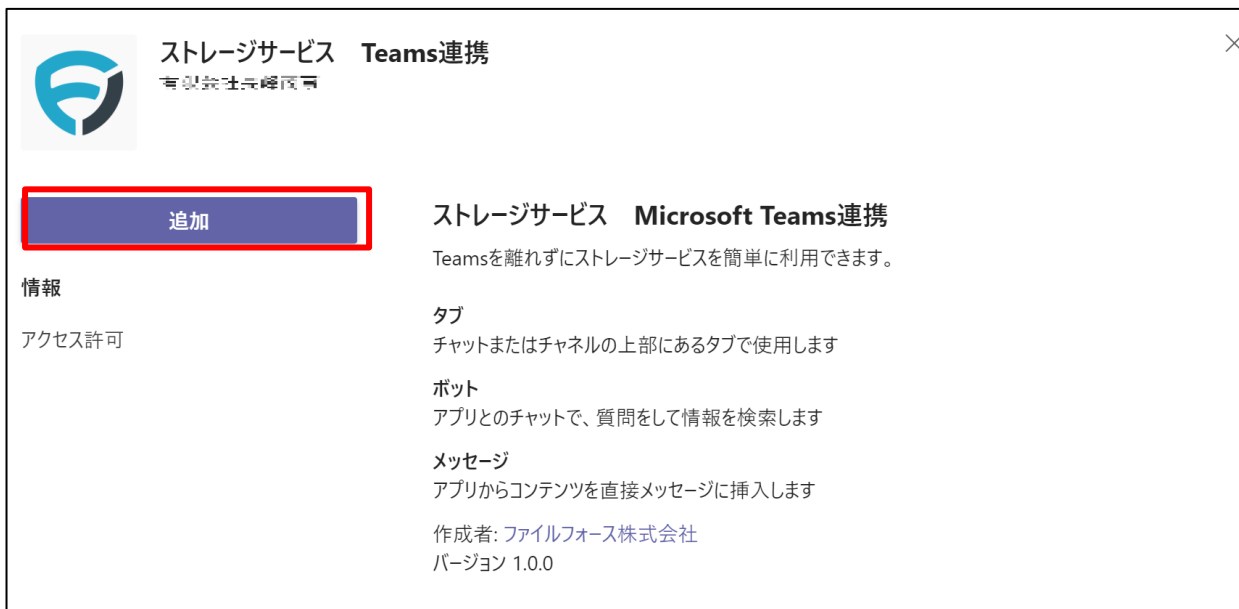 ストレージサービス　Teams連携
追加
情報
アクセス許可
ストレージサービス　Microsoft Teams連携
Teamsを離れずにストレージサービスを簡単に利用できます。
タブ
チャットまたはチャネルの上部にあるタブで使用します
ボット
アプリとのチャットで、質問をして情報を検索します
メッセージ
アプリからコンテンツを直接メッセージに挿入します
作成者: ファイルフォース株式会社
バージョン 1.0.0